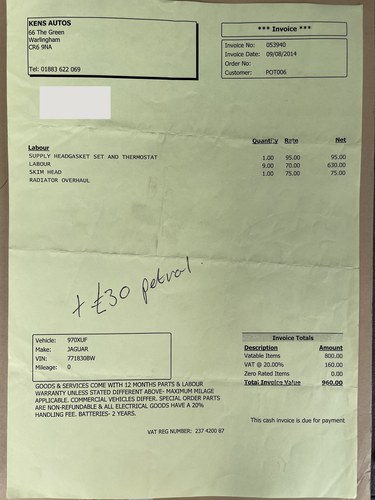 KENS AUTOS
66 The Green
Warlingham
CR6 9NA
Tel: 01883 622 069
*** Invoice ***
Invoice No: 053940
Invoice Date: 09/08/2014
Order No:
Customer: POT006
Labour Quantity Rate Net
SUPPLY HEADGASKET SET AND THERMOSTAT 1.00 95.00 95.00
LABOUR 9.00 70.00 630.00
SKIM HEAD 1.00 75.00 75.00
RADIATOR OVERHAUL
+ £30 petrol.
Vehicle: 970XUF
Make: JAGUAR
VIN: 771830BW
Mileage: 0
Invoice Totals
Description Amount
Vatable Items 800.00
VAT @ 20.00% 160.00
Zero Rated Items 0.00
Total Invoice Value 960.00
GOODS & SERVICES COME WITH 12 MONTHS PARTS & LABOUR
WARRANTY UNLESS STATED DIFFERENT ABOVE- MAXIMUM MILAGE
APPLICABLE. COMMERCIAL VEHICLES DIFFER. SPECIAL ORDER PARTS
ARE NON-REFUNDABLE & ALL ELECTRICAL GOODS HAVE A 20%
HANDLING FEE. BATTERIES- 2 YEARS.
This cash invoice is due for payment
VAT REG NUMBER: 237 4200 87